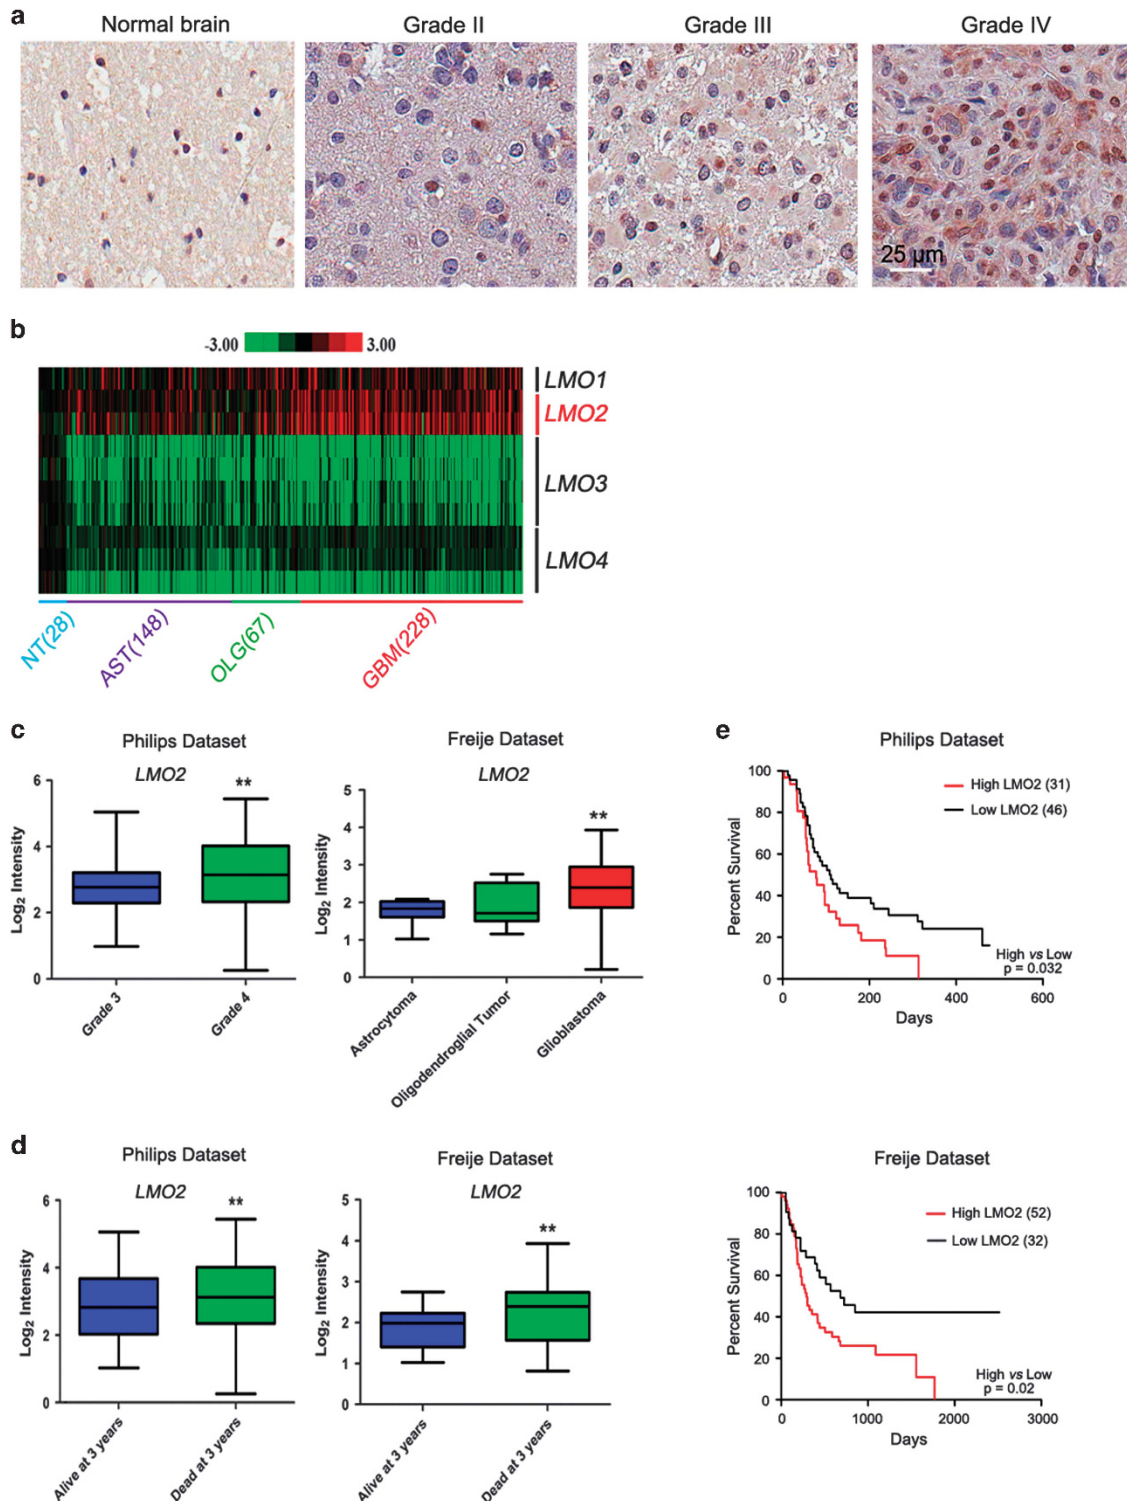 a
Normal brain
Grade II
Grade III
Grade IV
25 µm
b
-3.00
3.00
LMO1
LMO2
LMO3
LMO4
NT(28)
AST(148)
OLG(67)
GBM(228)
c
Philips Dataset
LMO2
**
Log2 Intensity
6
4
2
0
Grade 3
Grade 4
Freije Dataset
LMO2
**
Log2 Intensity
5
4
3
2
1
0
Astrocytoma
Oligodendroglial Tumor
Glioblastoma
d
Philips Dataset
LMO2
**
Log2 Intensity
6
4
2
0
Alive at 3 years
Dead at 3 years
Freije Dataset
LMO2
**
Log2 Intensity
5
4
3
2
1
0
Alive at 3 years
Dead at 3 years
e
Philips Dataset
High LMO2 (31)
Low LMO2 (46)
Percent Survival
100
80
60
40
20
0
High vs Low
p = 0.032
0
200
400
600
Days
Freije Dataset
High LMO2 (52)
Low LMO2 (32)
Percent Survival
100
80
60
40
20
0
High vs Low
p = 0.02
0
1000
2000
3000
Days